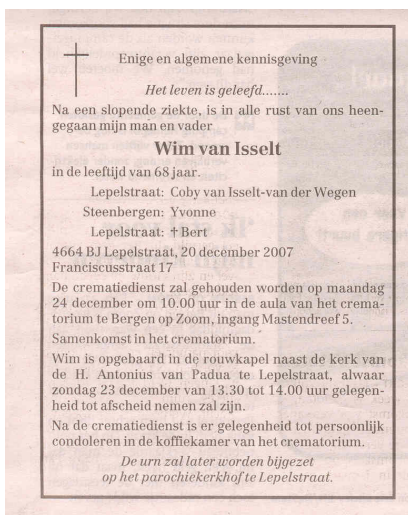 Enige en algemene kennisgeving
Het leven is geleefd.......
Na een slopende ziekte, is in alle rust van ons heen-
gegaan mijn man en vader
Wim van Isselt
in de leeftijd van 68 jaar.
Lepelstraat: Coby van Isselt-van der Wegen
Steenbergen: Yvonne
Lepelstraat: † Bert
4664 BJ Lepelstraat, 20 december 2007
Franciscusstraat 17
De crematiedienst zal gehouden worden op maandag
24 december om 10.00 uur in de aula van het crema-
torium te Bergen op Zoom, ingang Mastendreef 5.
Samenkomst in het crematorium.
Wim is opgebaard in de rouwkapel naast de kerk van
de H. Antonius van Padua te Lepelstraat, alwaar
zondag 23 december van 13.30 tot 14.00 uur gelegen-
heid tot afscheid nemen zal zijn.
Na de crematiedienst is er gelegenheid tot persoonlijk
condoleren in de koffiekamer van het crematorium.
De urn zal later worden bijgezet
op het parochiekerkhof te Lepelstraat.